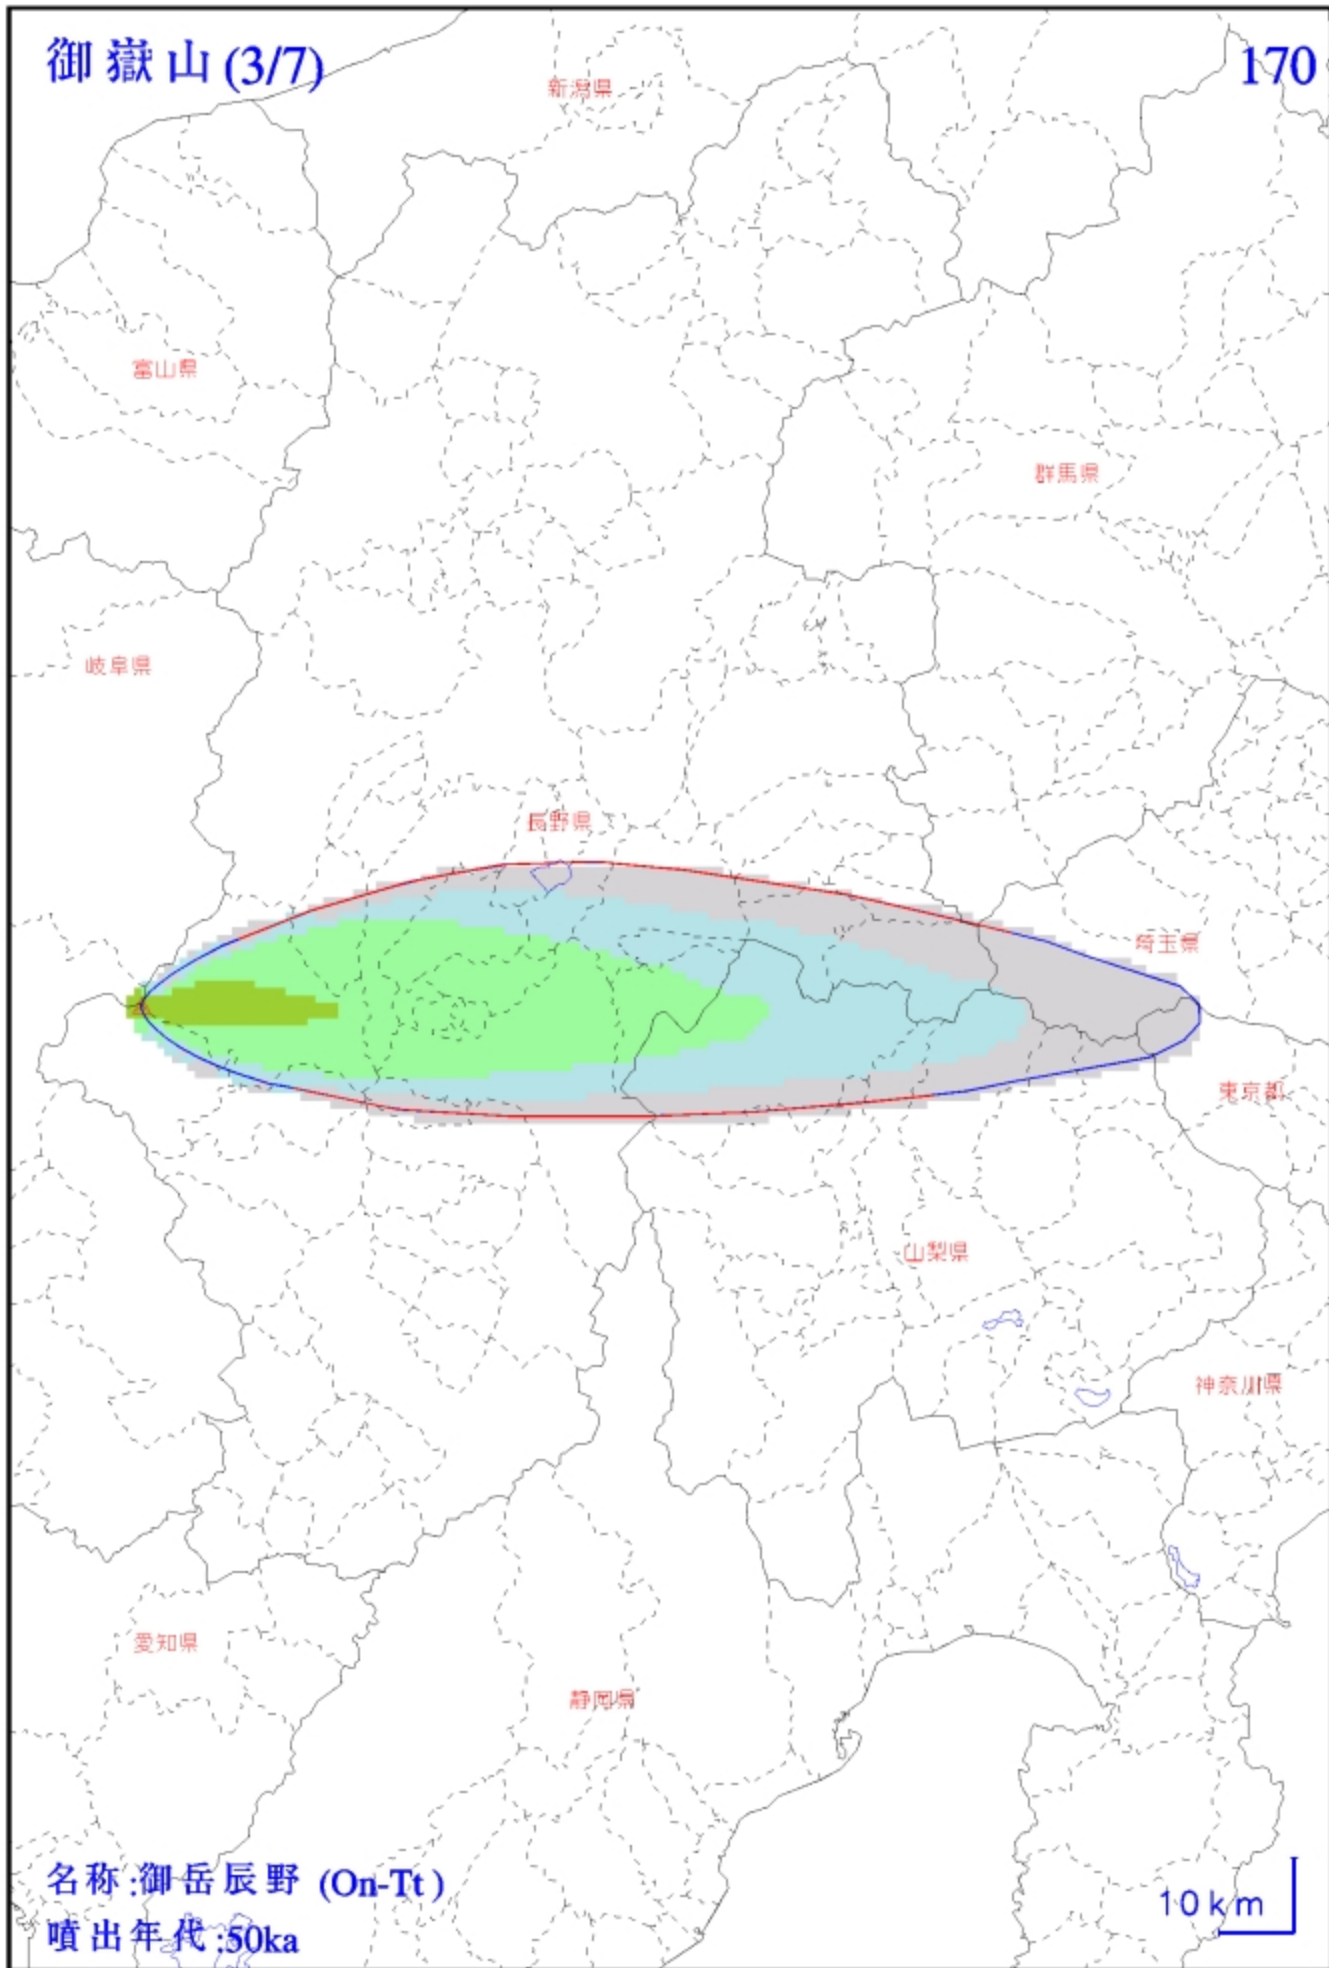 御嶽山(3/7)
170
新潟県
富山県
群馬県
岐阜県
長野県
埼玉県
東京都
山梨県
神奈川県
愛知県
静岡県
名称:御岳辰野 (On-Tt)
噴出年代:50ka
10km